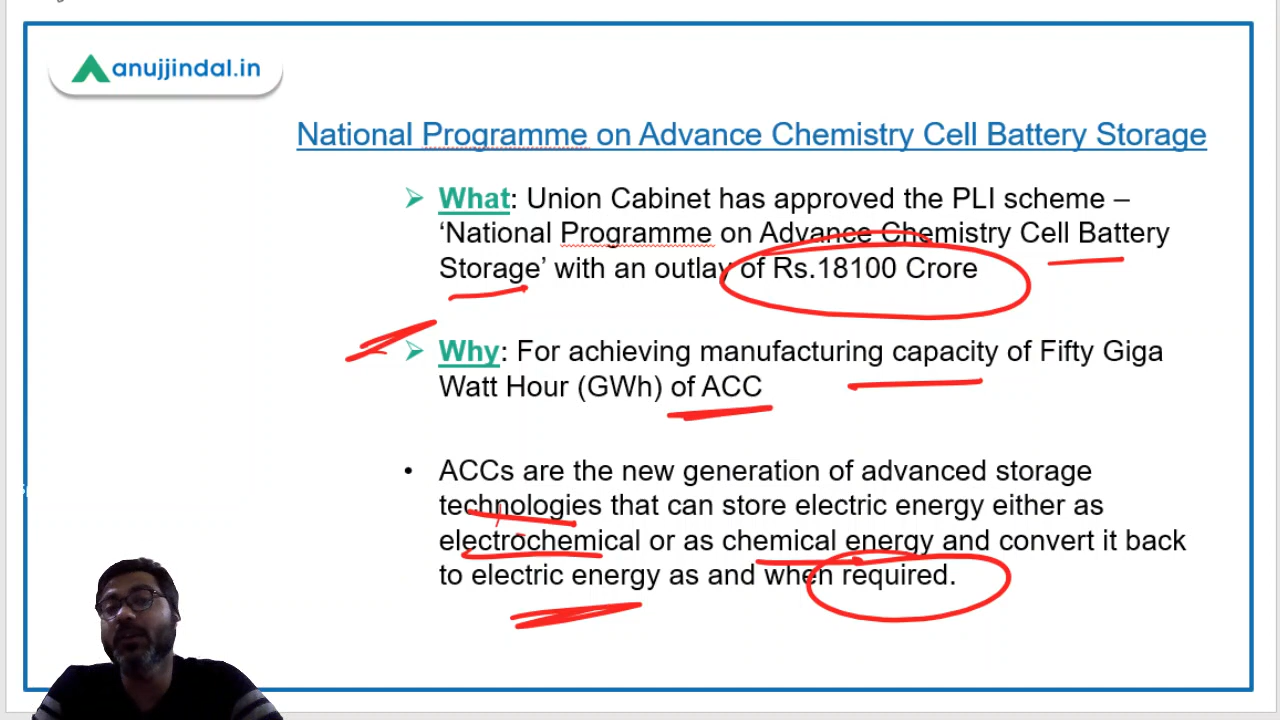 anujjindal.in
National Programme on Advance Chemistry Cell Battery Storage
➢ What: Union Cabinet has approved the PLI scheme –
‘National Programme on Advance Chemistry Cell Battery
Storage’ with an outlay of Rs.18100 Crore
➢ Why: For achieving manufacturing capacity of Fifty Giga
Watt Hour (GWh) of ACC
• ACCs are the new generation of advanced storage
technologies that can store electric energy either as
electrochemical or as chemical energy and convert it back
to electric energy as and when required.